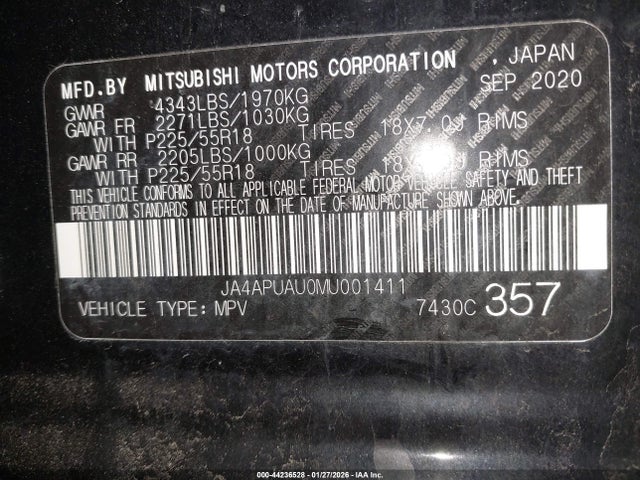 MFD.BY MITSUBISHI MOTORS CORPORATION , JAPAN
SEP 2020
GWWR 4343LBS/1970KG
GAWR FR 2271LBS/1030KG
WITH P225/55R18 TIRES 18X7.0J RIMS
GAWR RR 2205LBS/1000KG
WITH P225/55R18 TIRES RIMS
THIS VEHICLE CONFORMS TO ALL APPLICABLE FEDERAL MOTOR VEHICLE SAFETY AND THEFT
PREVENTION STANDARDS IN EFFECT ON THE DATE OF MANUFACTURE SHOWN ABOVE.
JA4APUAU0MU001411
VEHICLE TYPE: MPV 7430C 357
000-44236528 - 01/27/2026 - IAA Inc.